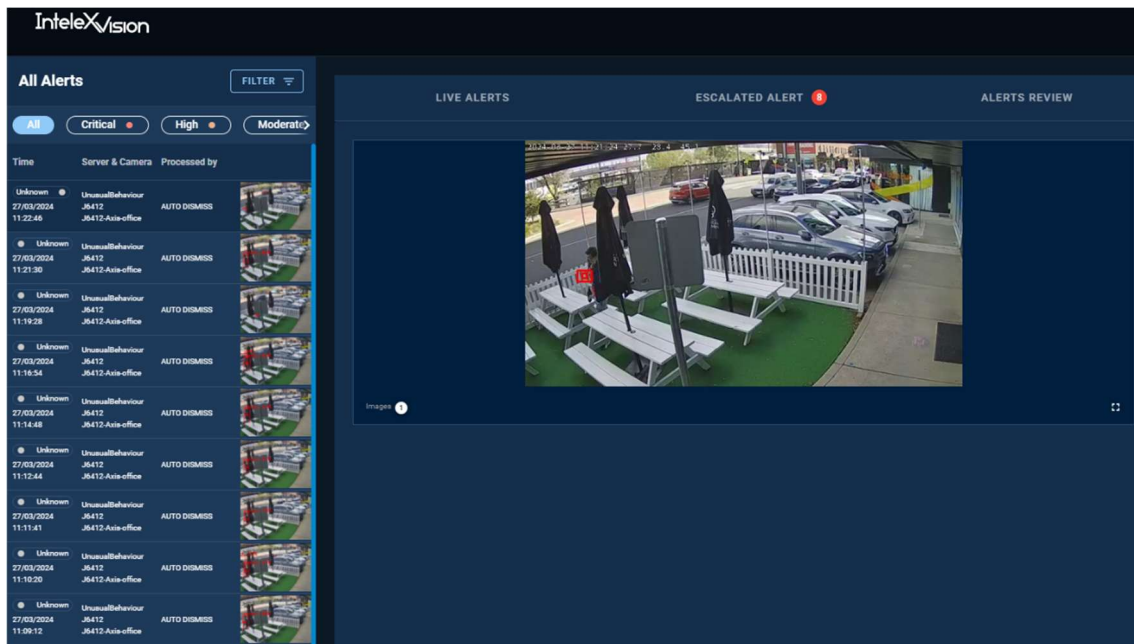 InteleXVision
All Alerts
FILTER
LIVE ALERTS
ESCALATED ALERT 8
ALERTS REVIEW
All
Critical
High
Moderate
Time
Server & Camera
Processed by
Unknown
27/03/2024
11:22:46
UnusualBehaviour
J6412
J6412-Axis-office
AUTO DISMISS
Unknown
27/03/2024
11:21:30
UnusualBehaviour
J6412
J6412-Axis-office
AUTO DISMISS
Unknown
27/03/2024
11:19:28
UnusualBehaviour
J6412
J6412-Axis-office
AUTO DISMISS
Unknown
27/03/2024
11:16:54
UnusualBehaviour
J6412
J6412-Axis-office
AUTO DISMISS
Unknown
27/03/2024
11:14:48
UnusualBehaviour
J6412
J6412-Axis-office
AUTO DISMISS
Unknown
27/03/2024
11:12:44
UnusualBehaviour
J6412
J6412-Axis-office
AUTO DISMISS
Unknown
27/03/2024
11:11:41
UnusualBehaviour
J6412
J6412-Axis-office
AUTO DISMISS
Unknown
27/03/2024
11:10:20
UnusualBehaviour
J6412
J6412-Axis-office
AUTO DISMISS
Unknown
27/03/2024
11:09:12
UnusualBehaviour
J6412
J6412-Axis-office
AUTO DISMISS
Images 1